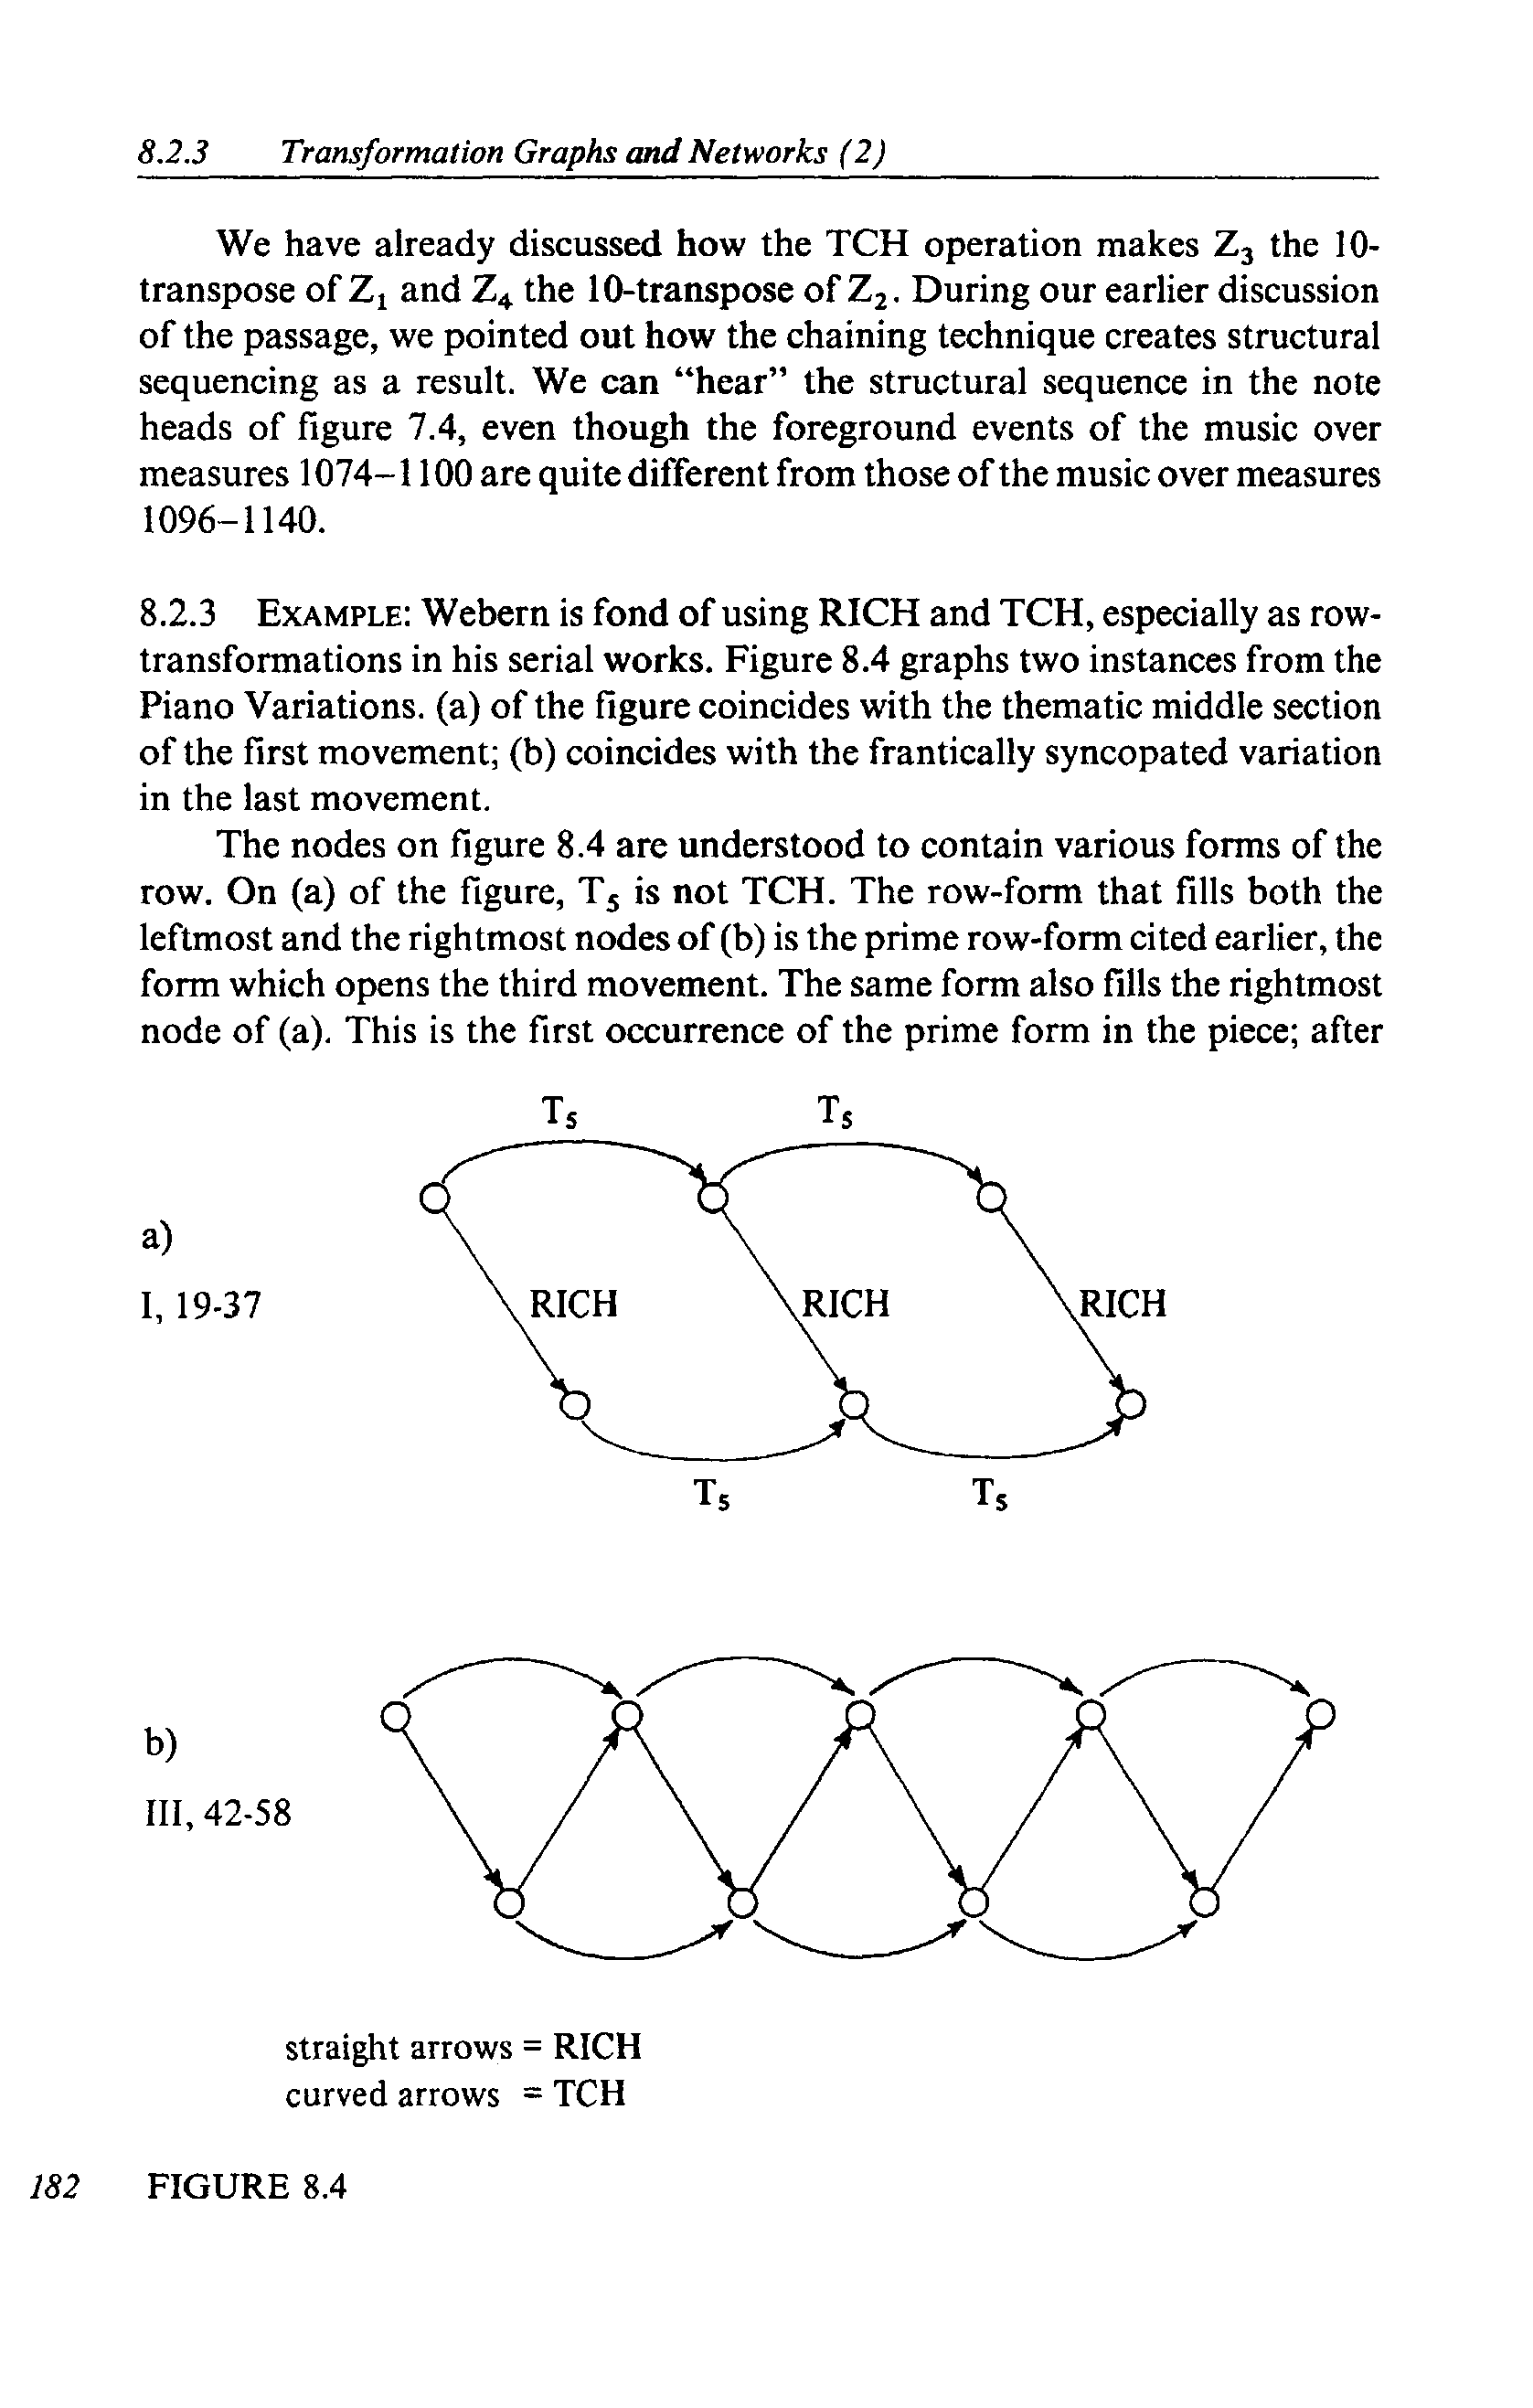 8.2.3 Transformation Graphs and Networks (2)
We have already discussed how the TCH operation makes Z₃ the 10-
transpose of Z₁ and Z₄ the 10-transpose of Z₂. During our earlier discussion
of the passage, we pointed out how the chaining technique creates structural
sequencing as a result. We can “hear” the structural sequence in the note
heads of figure 7.4, even though the foreground events of the music over
measures 1074–1100 are quite different from those of the music over measures
1096–1140.
8.2.3 EXAMPLE: Webern is fond of using RICH and TCH, especially as row-
transformations in his serial works. Figure 8.4 graphs two instances from the
Piano Variations. (a) of the figure coincides with the thematic middle section
of the first movement; (b) coincides with the frantically syncopated variation
in the last movement.
The nodes on figure 8.4 are understood to contain various forms of the
row. On (a) of the figure, T₅ is not TCH. The row-form that fills both the
leftmost and the rightmost nodes of (b) is the prime row-form cited earlier, the
form which opens the third movement. The same form also fills the rightmost
node of (a). This is the first occurrence of the prime form in the piece; after
T₅ T₅
a)
I, 19-37 RICH RICH RICH
T₅ T₅
b)
III, 42-58
straight arrows = RICH
curved arrows = TCH
182 FIGURE 8.4